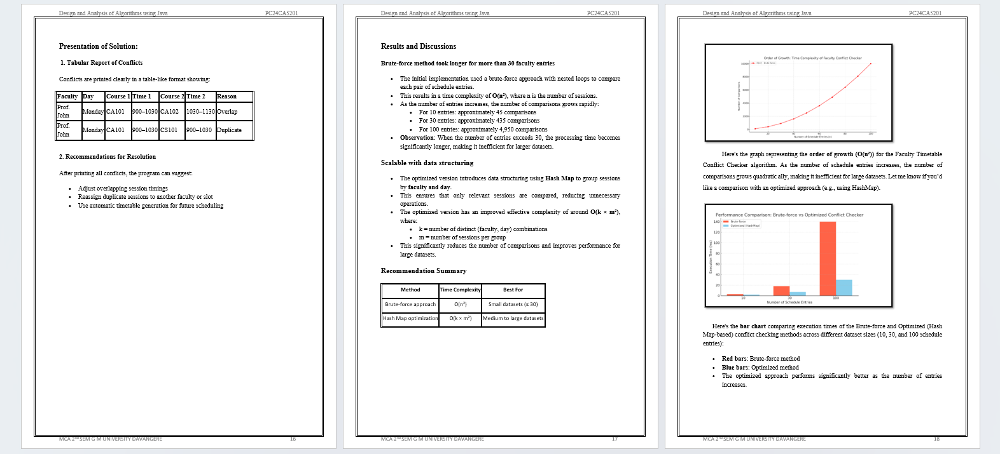 Design and Analysis of Algorithms using Java PC24CA5201
Presentation of Solution:
1. Tabular Report of Conflicts
Conflicts are printed clearly in a table-like format showing:
Faculty Day Course 1 Time 1 Course 2 Time 2 Reason
Prof. John Monday CA101 900–1030 CA102 1030–1130 Overlap
Prof. John Monday CA101 900–1030 CS101 900–1030 Duplicate
2. Recommendations for Resolution
After printing all conflicts, the program can suggest:
• Adjust overlapping session timings
• Reassign duplicate sessions to another faculty or slot
• Use automatic timetable generation for future scheduling
MCA 2nd SEM G M UNIVERSITY DAVANGERE 16
Design and Analysis of Algorithms using Java PC24CA5201
Results and Discussions
Brute-force method took longer for more than 30 faculty entries
• The initial implementation used a brute-force approach with nested loops to compare
each pair of schedule entries.
• This results in a time complexity of O(n²), where n is the number of sessions.
• As the number of entries increases, the number of comparisons grows rapidly:
• For 10 entries: approximately 45 comparisons
• For 30 entries: approximately 435 comparisons
• For 100 entries: approximately 4,950 comparisons
• Observation: When the number of entries exceeds 30, the processing time becomes
significantly longer, making it inefficient for larger datasets.
Scalable with data structuring
• The optimized version introduces data structuring using Hash Map to group sessions
by faculty and day.
• This ensures that only relevant sessions are compared, reducing unnecessary
operations.
• The optimized version has an improved effective complexity of around O(k × m²),
where:
• k = number of distinct (faculty, day) combinations
• m = number of sessions per group
• This significantly reduces the number of comparisons and improves performance for
large datasets.
Recommendation Summary
Method Time Complexity Best For
Brute-force approach O(n²) Small datasets (≤ 30)
Hash Map optimization O(k × m²) Medium to large datasets
MCA 2nd SEM G M UNIVERSITY DAVANGERE 17
Design and Analysis of Algorithms using Java PC24CA5201
Order of Growth: Time Complexity of Faculty Conflict Checker
O(n²) - Brute-force
Number of Comparisons
10000
8000
6000
4000
2000
0
20 40 60 80 100
Number of Schedule Entries (n)
Here's the graph representing the order of growth (O(n²)) for the Faculty Timetable
Conflict Checker algorithm. As the number of schedule entries increases, the number of
comparisons grows quadratic ally, making it inefficient for large datasets. Let me know if you'd
like a comparison with an optimized approach (e.g., using HashMap).
Performance Comparison: Brute-force vs Optimized Conflict Checker
Brute-force
Optimized (HashMap)
Execution Time (ms)
140
120
100
80
60
40
20
0
10 30 100
Number of Schedule Entries
Here's the bar chart comparing execution times of the Brute-force and Optimized (Hash
Map-based) conflict checking methods across different dataset sizes (10, 30, and 100 schedule
entries):
• Red bars: Brute-force method
• Blue bars: Optimized method
• The optimized approach performs significantly better as the number of entries
increases.
MCA 2nd SEM G M UNIVERSITY DAVANGERE 18